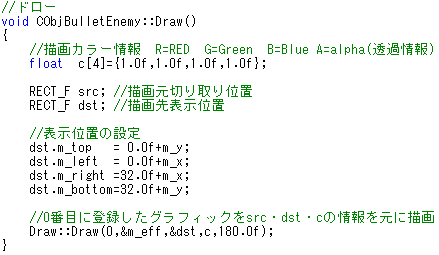 //ドロー
void CObjBulletEnemy::Draw()
{
//描画カラー情報 R=RED G=Green B=Blue A=alpha(透過情報)
float c[4]={1.0f,1.0f,1.0f,1.0f};
RECT_F src; //描画元切り取り位置
RECT_F dst; //描画先表示位置
//表示位置の設定
dst.m_top = 0.0f+m_y;
dst.m_left = 0.0f+m_x;
dst.m_right =32.0f+m_x;
dst.m_bottom=32.0f+m_y;
//0番目に登録したグラフィックをsrc・dst・cの情報を元に描画
Draw::Draw(0,&m_eff,&dst,c,180.0f);
}